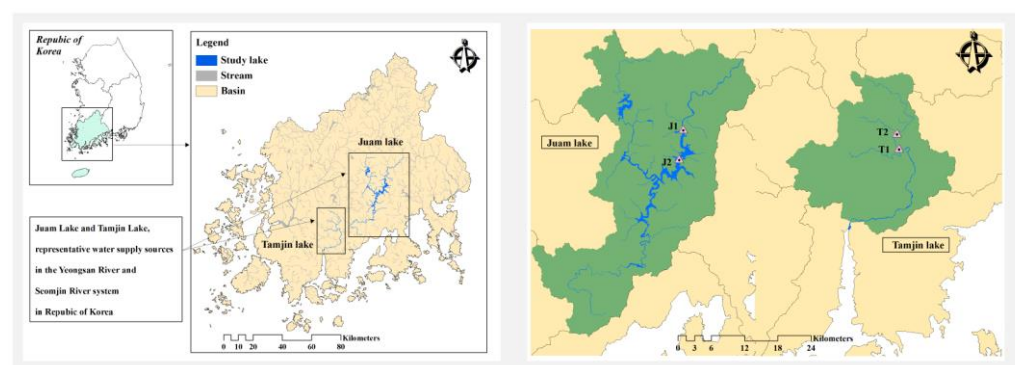 Repubic of
Korea
Legend
Study lake
Stream
Basin
Juam lake
Tamjin lake
Juam Lake and Tamjin Lake,
representative water supply sources
in the Yeongsan River and
Seomjin River system
in Repubic of Korea
Kilometers
0 10 20 40 60 80
Juam lake
J1
J2
T2
T1
Tamjin lake
Kilometers
0 3 6 12 18 24